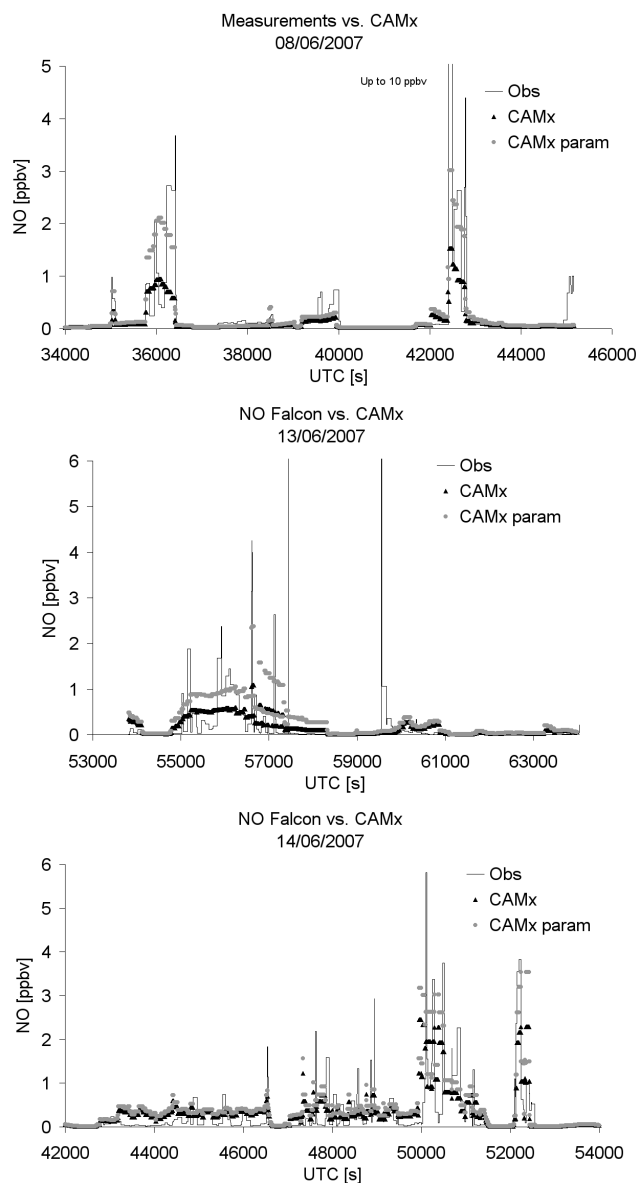 Measurements vs. CAMx
08/06/2007
5
4
3
2
1
0
NO [ppbv]
Up to 10 ppbv
Obs
CAMx
CAMx param
34000 36000 38000 40000 42000 44000 46000
UTC [s]
NO Falcon vs. CAMx
13/06/2007
6
5
4
3
2
1
0
NO [ppbv]
Obs
CAMx
CAMx param
53000 55000 57000 59000 61000 63000
UTC [s]
NO Falcon vs. CAMx
14/06/2007
6
5
4
3
2
1
0
NO [ppbv]
Obs
CAMx
CAMx param
42000 44000 46000 48000 50000 52000 54000
UTC [s]